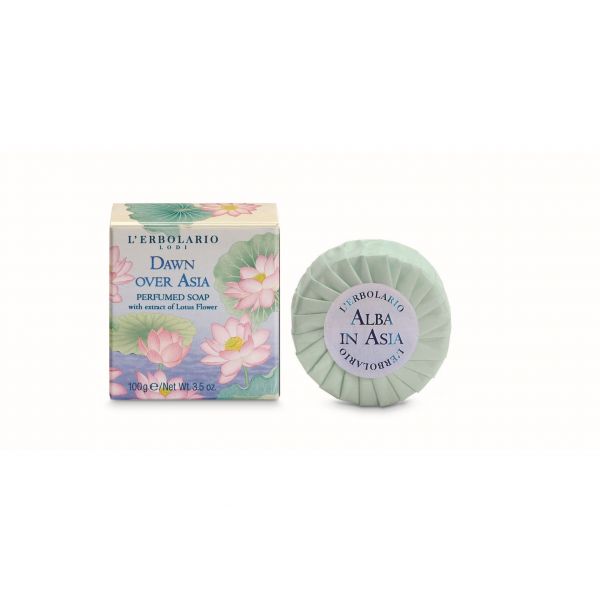 L'ERBOLARIO
LODI
DAWN
OVER ASIA
PERFUMED SOAP
with extract of Lotus Flower
100g ℮/Net Wt. 3.5 oz.
L'ERBOLARIO
ALBA
IN ASIA
L'ERBOLARIO